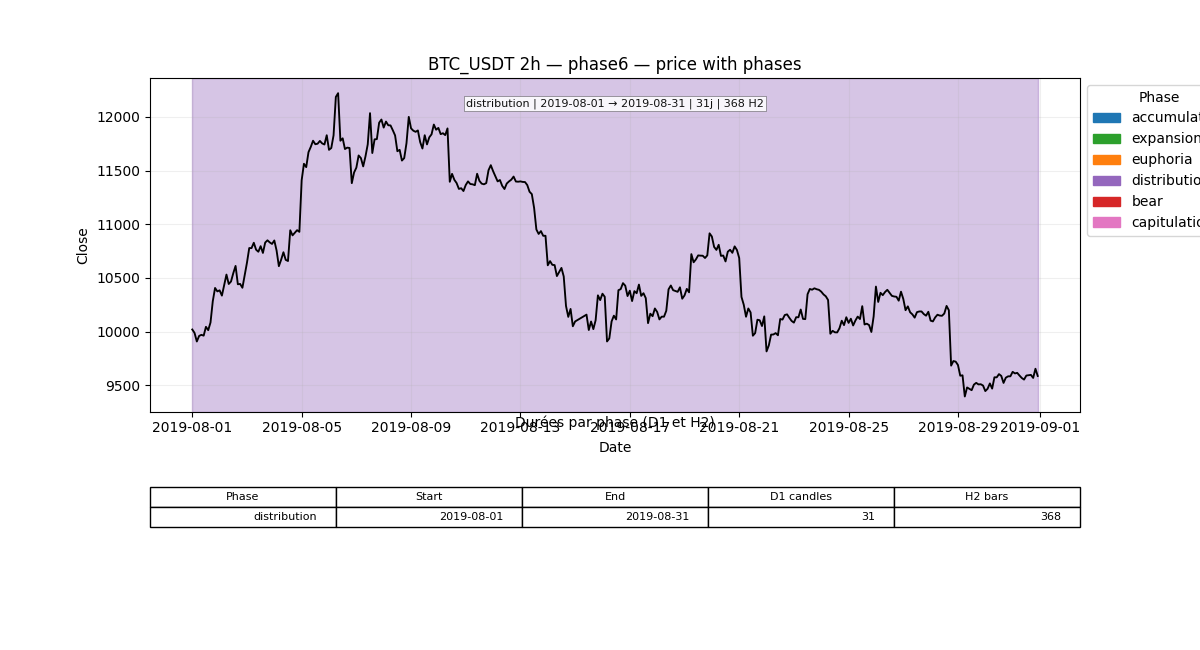 BTC_USDT 2h — phase6 — price with phases
distribution | 2019-08-01 → 2019-08-31 | 31j | 368 H2
Phase
accumulat
expansion
euphoria
distributio
bear
capitulatio
Close
12000
11500
11000
10500
10000
9500
Durées par phase (D1 et H2)
2019-08-01 2019-08-05 2019-08-09 2019-08-13 2019-08-17 2019-08-21 2019-08-25 2019-08-29 2019-09-01
Date
Phase Start End D1 candles H2 bars
distribution 2019-08-01 2019-08-31 31 368